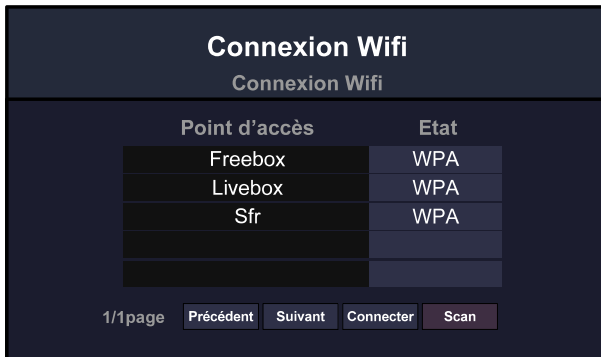 Connexion Wifi
Connexion Wifi
Point d'accès Etat
Freebox WPA
Livebox WPA
Sfr WPA
1/1page Précédent Suivant Connecter Scan